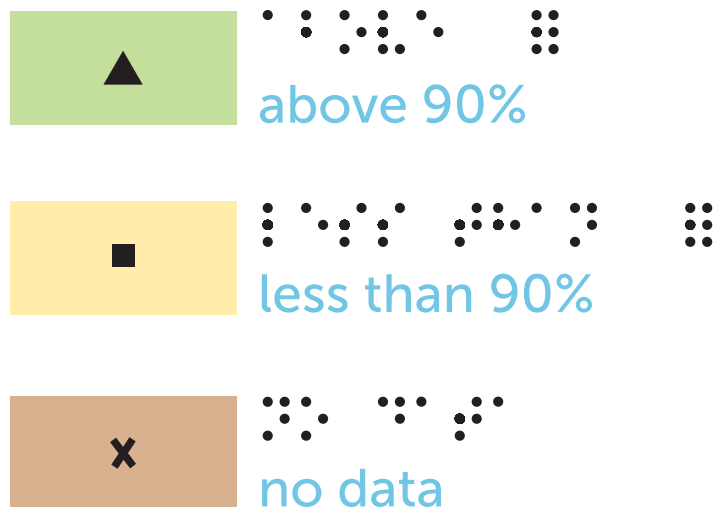 ⠁⠃⠕⠧⠑  ⠿
above 90%
⠇⠑⠎⠎ ⠞⠓⠁⠝  ⠿
less than 90%
⠝⠕ ⠙⠁⠞⠁
no data